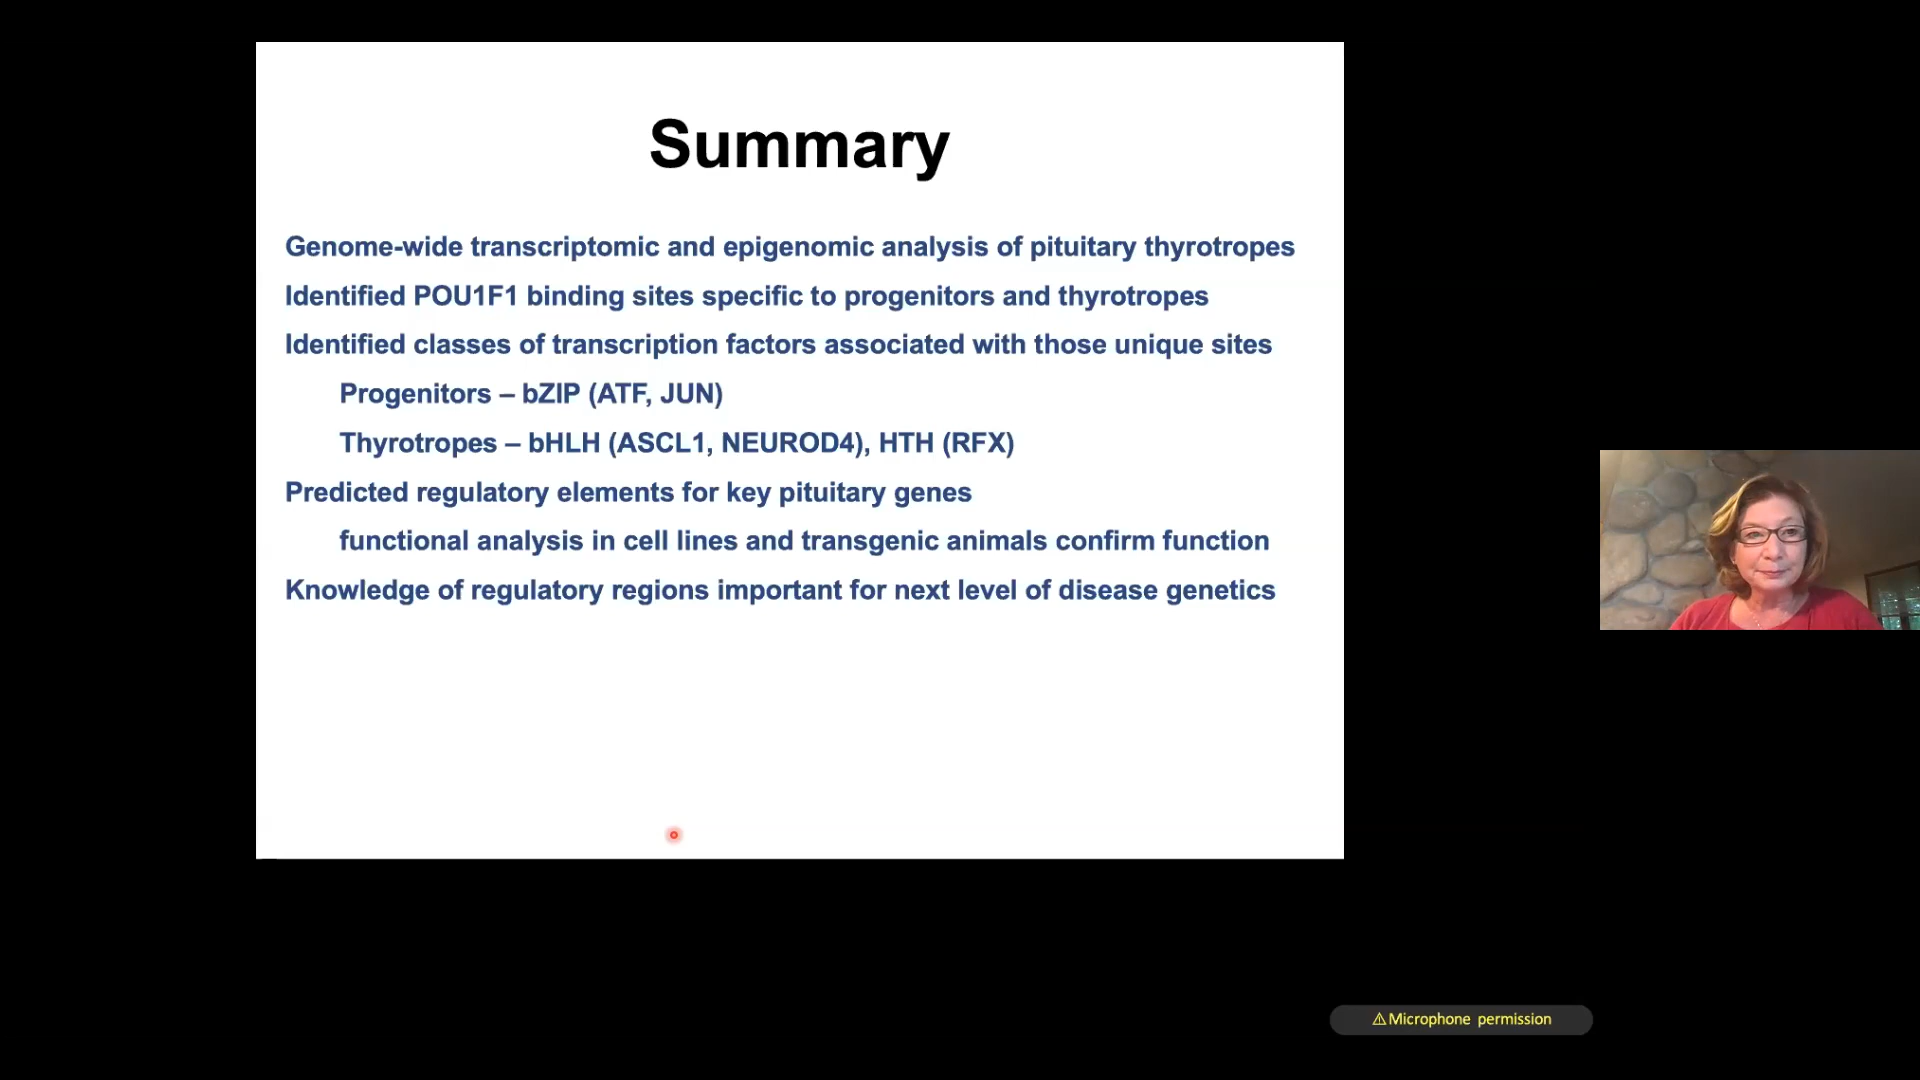 Summary
Genome-wide transcriptomic and epigenomic analysis of pituitary thyrotropes
Identified POU1F1 binding sites specific to progenitors and thyrotropes
Identified classes of transcription factors associated with those unique sites
Progenitors – bZIP (ATF, JUN)
Thyrotropes – bHLH (ASCL1, NEUROD4), HTH (RFX)
Predicted regulatory elements for key pituitary genes
functional analysis in cell lines and transgenic animals confirm function
Knowledge of regulatory regions important for next level of disease genetics
⚠Microphone permission